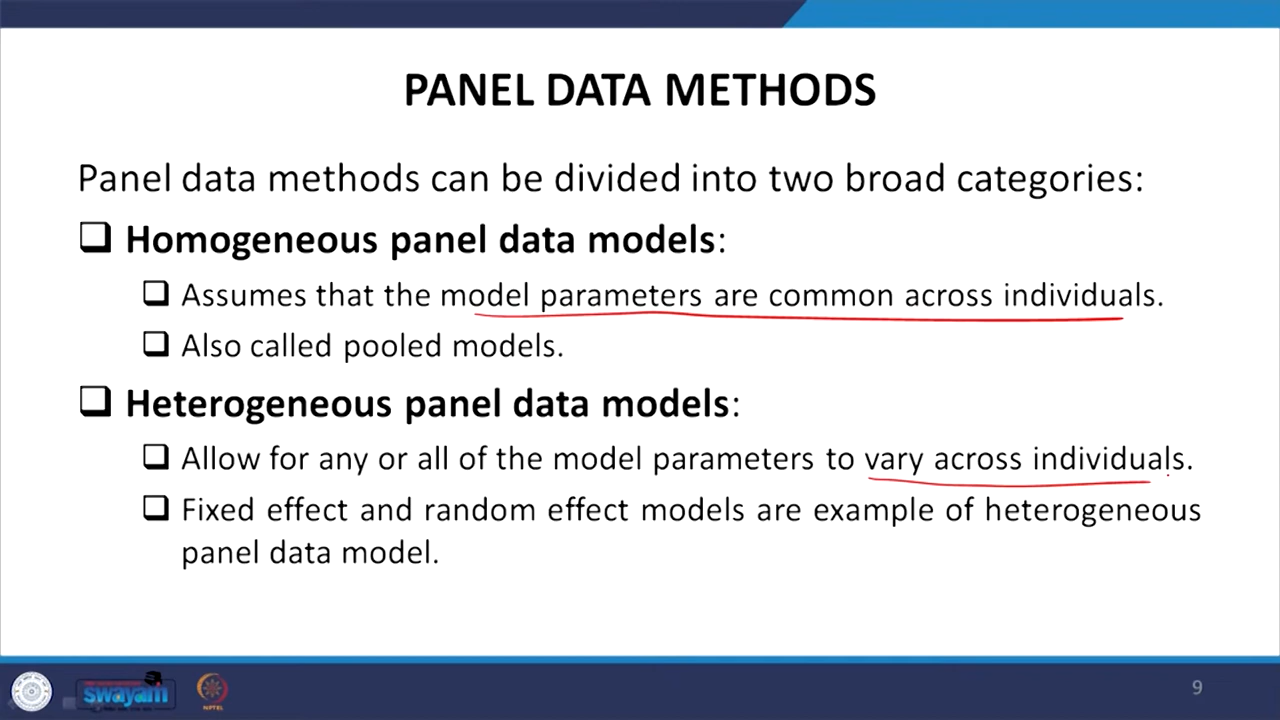 PANEL DATA METHODS
Panel data methods can be divided into two broad categories:
Homogeneous panel data models:
Assumes that the model parameters are common across individuals.
Also called pooled models.
Heterogeneous panel data models:
Allow for any or all of the model parameters to vary across individuals.
Fixed effect and random effect models are example of heterogeneous
panel data model.
swayam
NPTEL
9